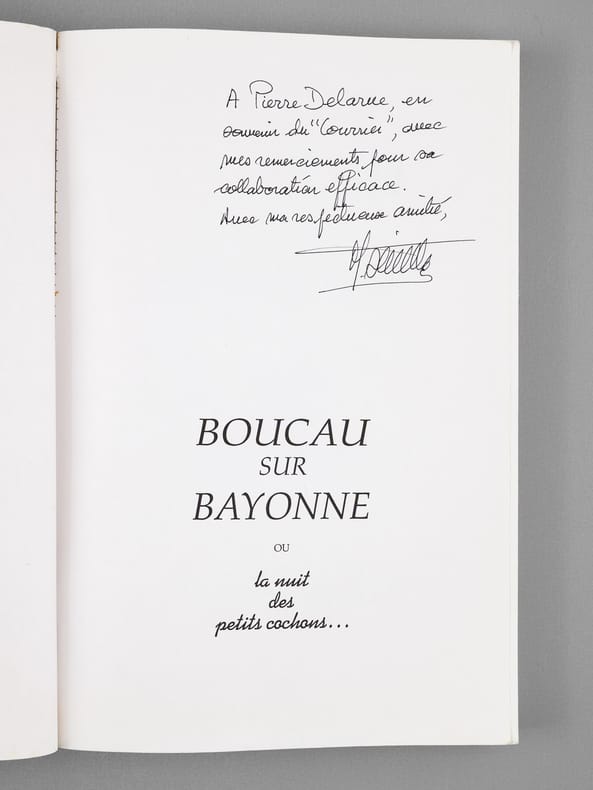 A Pierre Delarue, en
souvenir du "Courrier", avec
mes remerciements pour sa
collaboration efficace.
Avec ma respectueuse amitié,
BOUCAU
SUR
BAYONNE
OU
la nuit
des
petits cochons...